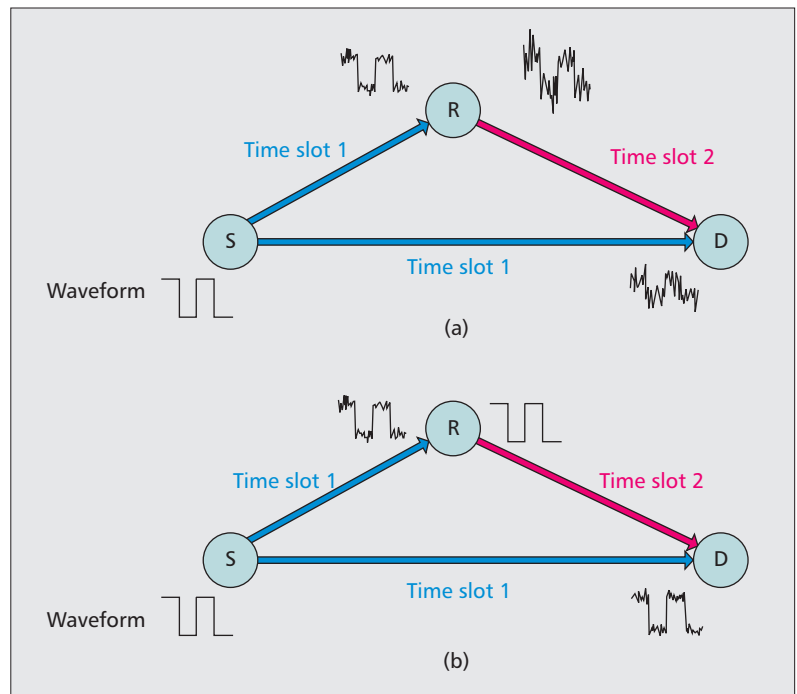 R
Time slot 1
Time slot 2
S
D
Time slot 1
Waveform
(a)
R
Time slot 1
Time slot 2
S
D
Time slot 1
Waveform
(b)